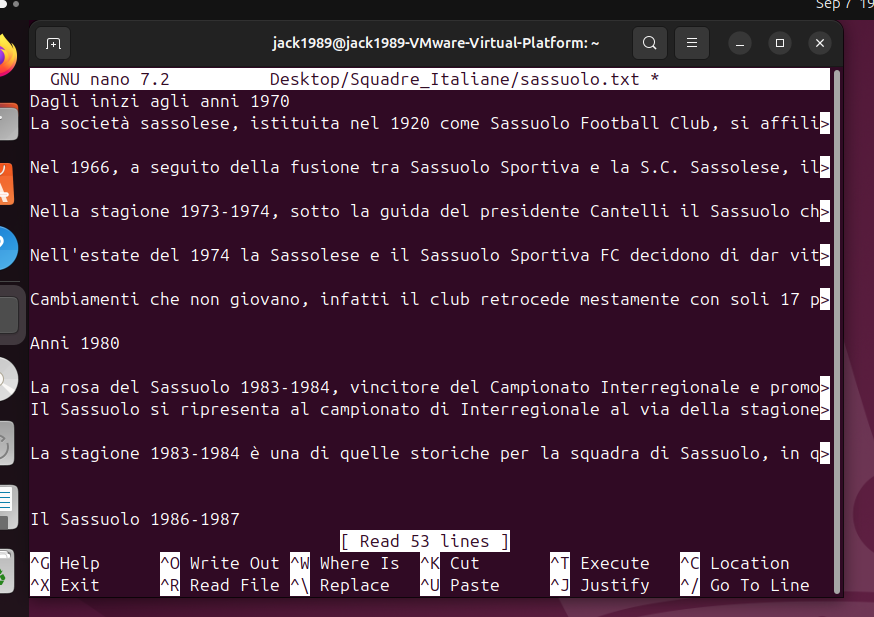 Sep 7 19
jack1989@jack1989-VMware-Virtual-Platform: ~
GNU nano 7.2 Desktop/Squadre_Italiane/sassuolo.txt *
Dagli inizi agli anni 1970
La società sassolese, istituita nel 1920 come Sassuolo Football Club, si affili>
Nel 1966, a seguito della fusione tra Sassuolo Sportiva e la S.C. Sassolese, il>
Nella stagione 1973-1974, sotto la guida del presidente Cantelli il Sassuolo ch>
Nell'estate del 1974 la Sassolese e il Sassuolo Sportiva FC decidono di dar vit>
Cambiamenti che non giovano, infatti il club retrocede mestamente con soli 17 p>
Anni 1980
La rosa del Sassuolo 1983-1984, vincitore del Campionato Interregionale e promo>
Il Sassuolo si ripresenta al campionato di Interregionale al via della stagione>
La stagione 1983-1984 è una di quelle storiche per la squadra di Sassuolo, in q>
Il Sassuolo 1986-1987
[ Read 53 lines ]
^G Help ^O Write Out ^W Where Is ^K Cut ^T Execute ^C Location
^X Exit ^R Read File ^\ Replace ^U Paste ^J Justify ^/ Go To Line